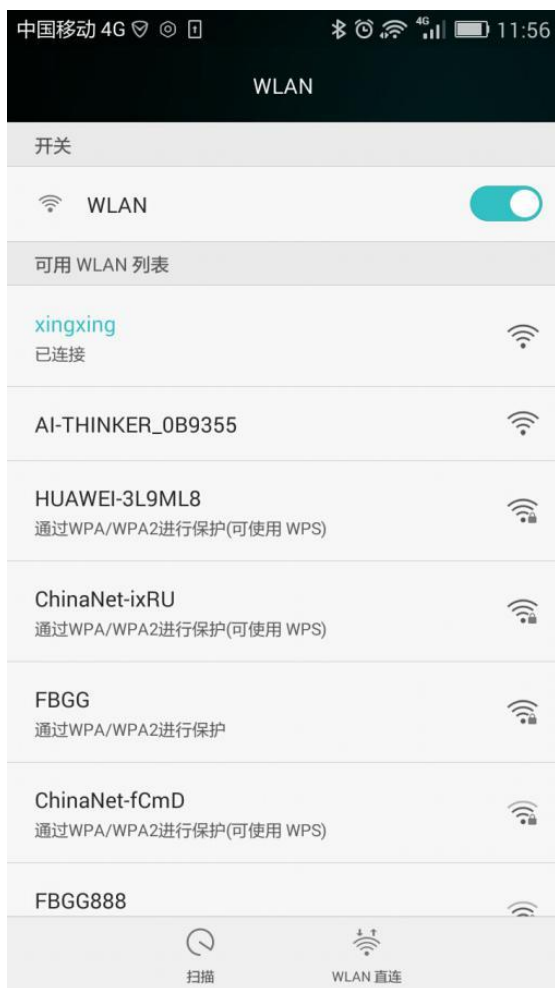 中国移动 4G 4G 11:56
WLAN
开关
WLAN
可用 WLAN 列表
xingxing
已连接
AI-THINKER_0B9355
HUAWEI-3L9ML8
通过WPA/WPA2进行保护(可使用 WPS)
ChinaNet-ixRU
通过WPA/WPA2进行保护(可使用 WPS)
FBGG
通过WPA/WPA2进行保护
ChinaNet-fCmD
通过WPA/WPA2进行保护(可使用 WPS)
FBGG888
扫描 WLAN 直连